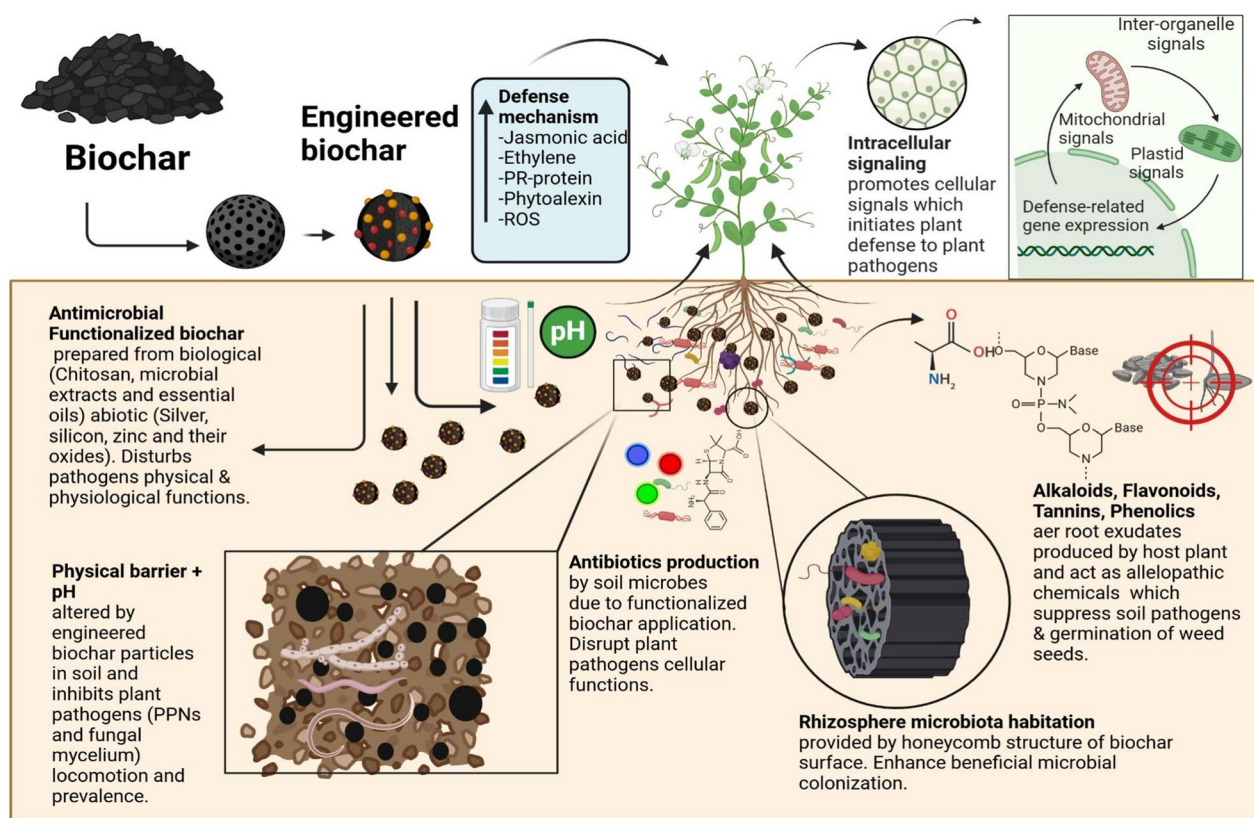 Biochar
Engineered
biochar
Defense
mechanism
-Jasmonic acid
-Ethylene
-PR-protein
-Phytoalexin
-ROS
Intracellular
signaling
promotes cellular
signals which
initiates plant
defense to plant
pathogens
Inter-organelle
signals
Mitochondrial
signals
Plastid
signals
Defense-related
gene expression
Antimicrobial
Functionalized biochar
prepared from biological
(Chitosan, microbial
extracts and essential
oils) abiotic (Silver,
silicon, zinc and their
oxides). Disturbs
pathogens physical &
physiological functions.
pH
Physical barrier +
pH
altered by
engineered
biochar particles
in soil and
inhibits plant
pathogens (PPNs
and fungal
mycelium)
locomotion and
prevalence.
O
OH
NH₂
O
Base
O
N
O=P-N
O
O
Base
N
OH
O
S
N
O
H-N
O
NH₂
Antibiotics production
by soil microbes
due to functionalized
biochar application.
Disrupt plant
pathogens cellular
functions.
Rhizosphere microbiota habitation
provided by honeycomb structure of biochar
surface. Enhance beneficial microbial
colonization.
Alkaloids, Flavonoids,
Tannins, Phenolics
aer root exudates
produced by host plant
and act as allelopathic
chemicals which
suppress soil pathogens
& germination of weed
seeds.